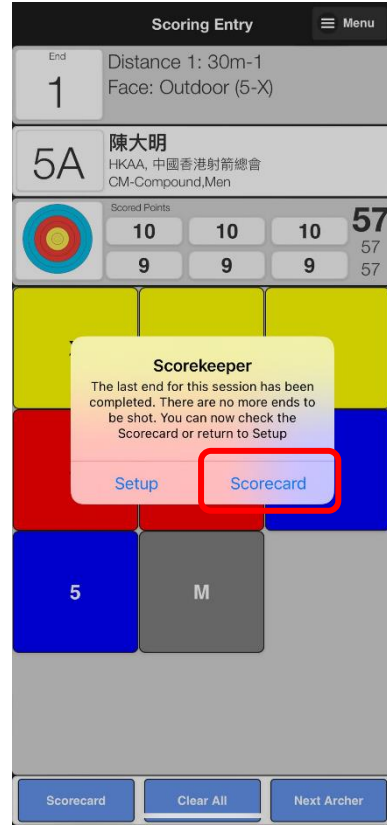 Scoring Entry
Menu
End
1
Distance 1: 30m-1
Face: Outdoor (5-X)
5A
陳大明
HKAA, 中國香港射箭總會
CM-Compound,Men
Scored Points
10 10 10
57
57
9 9 9
57
Scorekeeper
The last end for this session has been
completed. There are no more ends to
be shot. You can now check the
Scorecard or return to Setup
Setup Scorecard
5 M
Scorecard Clear All Next Archer